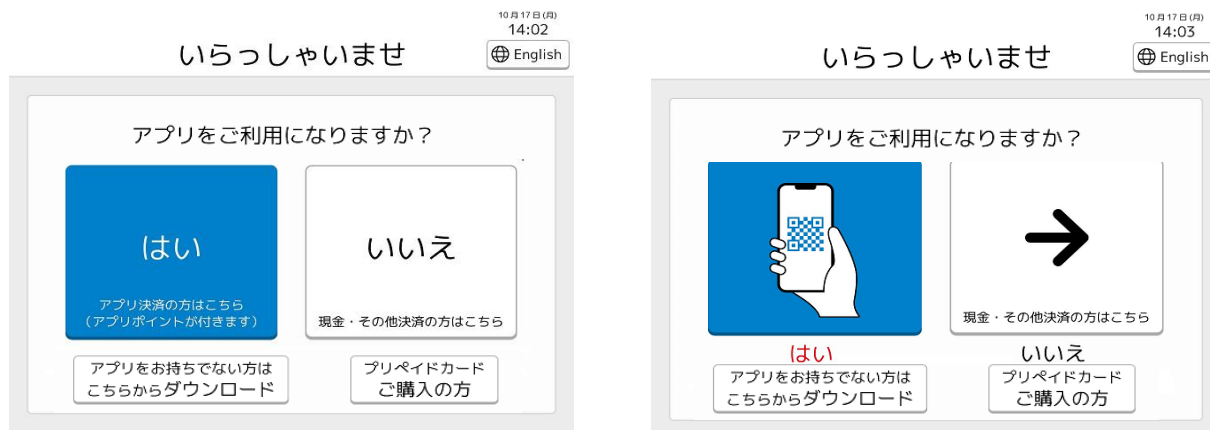 10月17日(月)
14:02
いらっしゃいませ
English
アプリをご利用になりますか？
はい
アプリ決済の方はこちら
（アプリポイントが付きます）
いいえ
現金・その他決済の方はこちら
アプリをお持ちでない方は
こちらからダウンロード
プリペイドカード
ご購入の方
10月17日(月)
14:03
いらっしゃいませ
English
アプリをご利用になりますか？
現金・その他決済の方はこちら
はい
いいえ
アプリをお持ちでない方は
こちらからダウンロード
プリペイドカード
ご購入の方